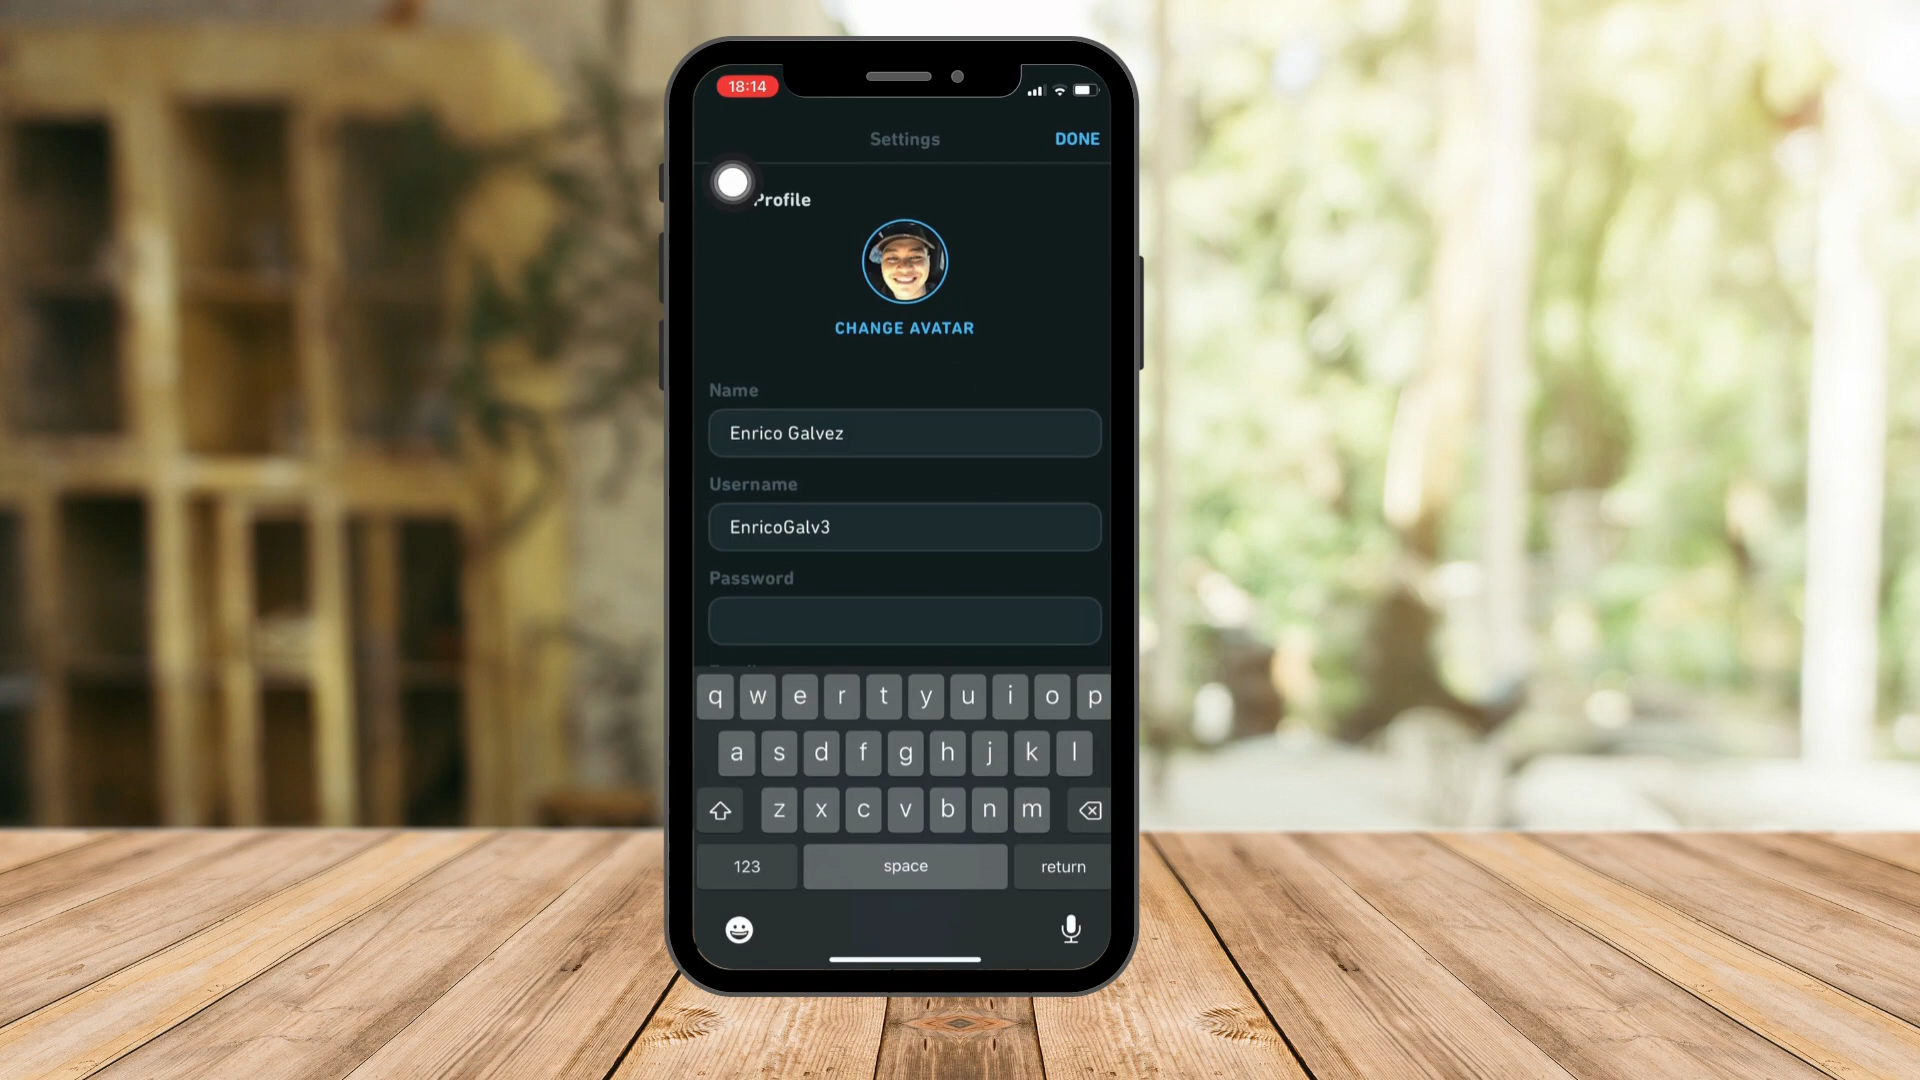 18:14
Settings
DONE
Profile
CHANGE AVATAR
Name
Enrico Galvez
Username
EnricoGalv3
Password
q w e r t y u i o p
a s d f g h j k l
z x c v b n m
123 space return